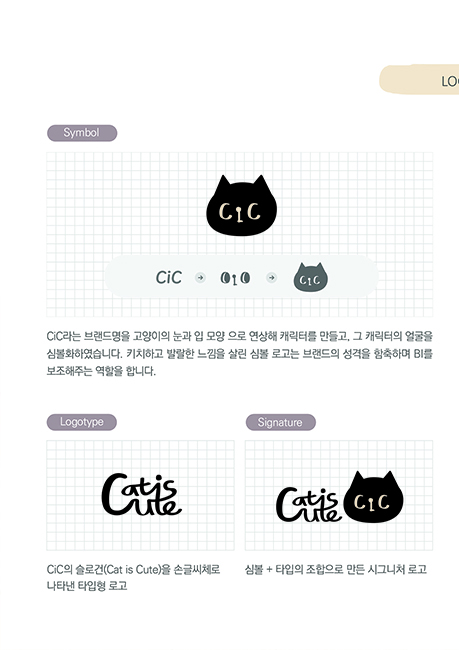 LO
Symbol
CiC
CiC
CiC
CiC
CiC라는 브랜드명을 고양이의 눈과 입 모양 으로 연상해 캐릭터를 만들고, 그 캐릭터의 얼굴을
심볼화하였습니다. 키치하고 발랄한 느낌을 살린 심볼 로고는 브랜드의 성격을 함축하며 BI를
보조해주는 역할을 합니다.
Logotype
Signature
Cat is
Cute
Cat is
Cute
CiC
CiC의 슬로건(Cat is Cute)을 손글씨체로
나타낸 타입형 로고
심볼 + 타입의 조합으로 만든 시그니처 로고